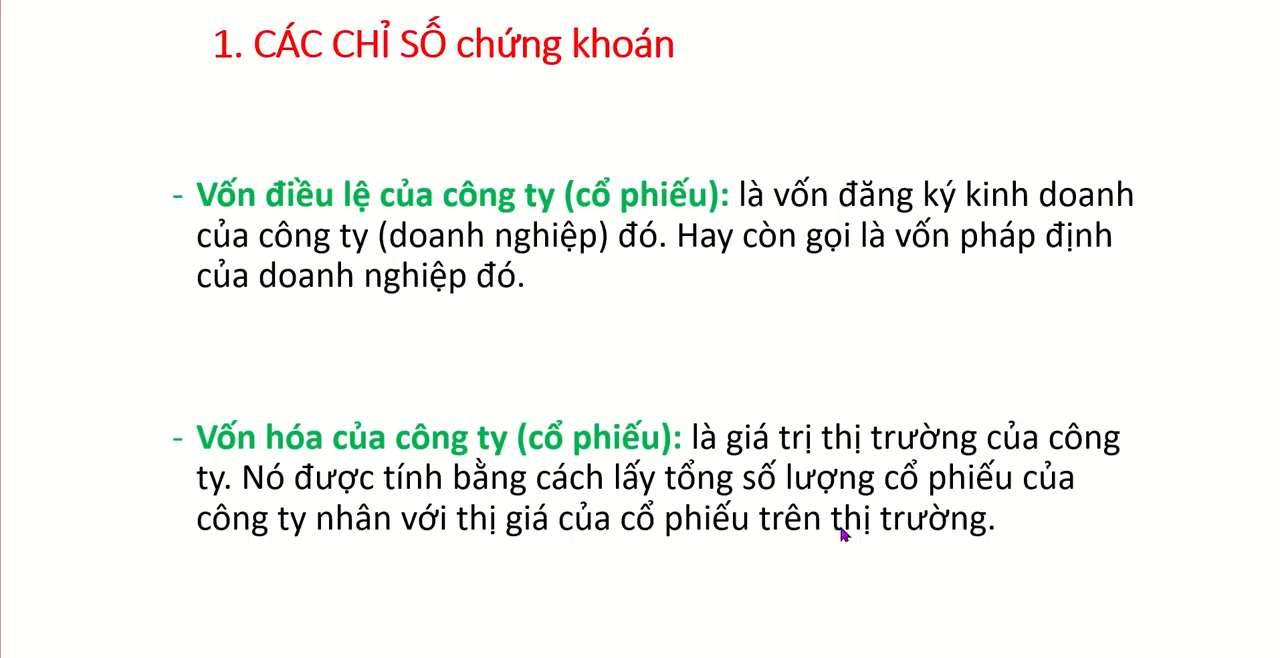 1. CÁC CHỈ SỐ chứng khoán
- Vốn điều lệ của công ty (cổ phiếu): là vốn đăng ký kinh doanh
của công ty (doanh nghiệp) đó. Hay còn gọi là vốn pháp định
của doanh nghiệp đó.
- Vốn hóa của công ty (cổ phiếu): là giá trị thị trường của công
ty. Nó được tính bằng cách lấy tổng số lượng cổ phiếu của
công ty nhân với thị giá của cổ phiếu trên thị trường.